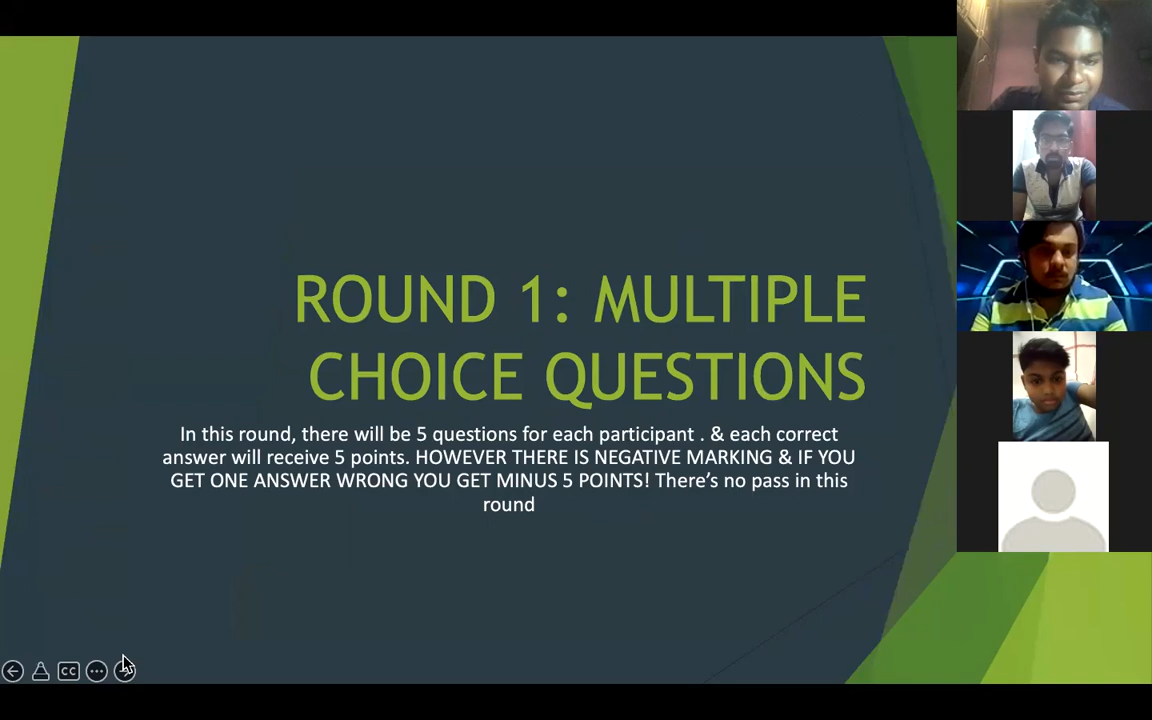 ROUND 1: MULTIPLE
CHOICE QUESTIONS
In this round, there will be 5 questions for each participant . & each correct
answer will receive 5 points. HOWEVER THERE IS NEGATIVE MARKING & IF YOU
GET ONE ANSWER WRONG YOU GET MINUS 5 POINTS! There's no pass in this
round
CC